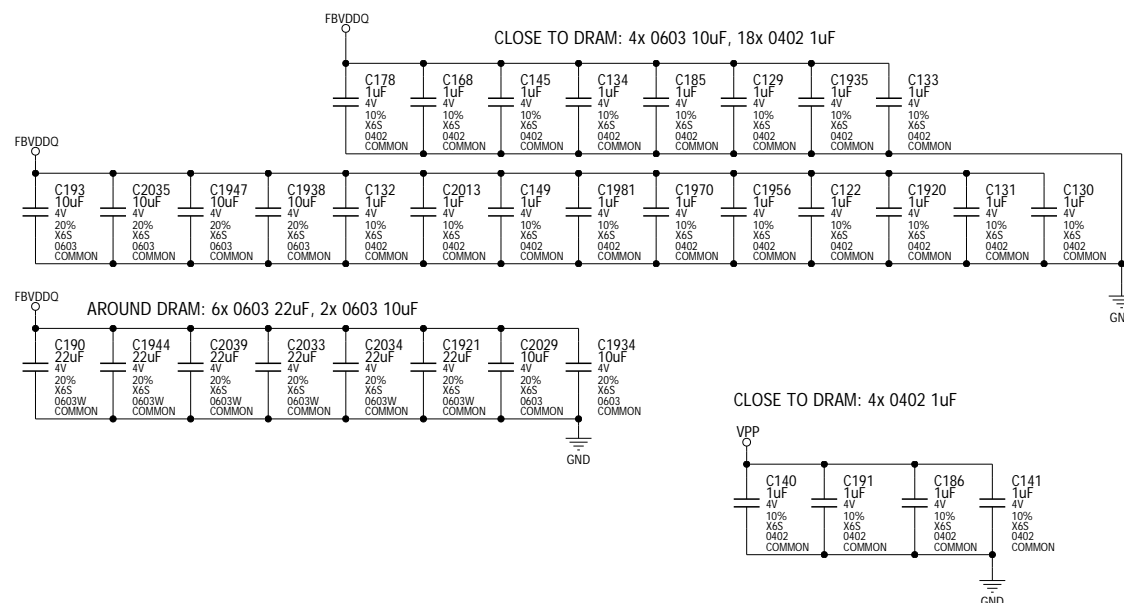 FBVDDQ
CLOSE TO DRAM: 4x 0603 10uF, 18x 0402 1uF
C178 C168 C145 C134 C185 C129 C1935 C133
1uF 1uF 1uF 1uF 1uF 1uF 1uF 1uF
4V 4V 4V 4V 4V 4V 4V 4V
10% 10% 10% 10% 10% 10% 10% 10%
X6S X6S X6S X6S X6S X6S X6S X6S
0402 0402 0402 0402 0402 0402 0402 0402
COMMON COMMON COMMON COMMON COMMON COMMON COMMON COMMON
FBVDDQ
C193 C2035 C1947 C1938 C132 C2013 C149 C1981 C1970 C1956 C122 C1920 C131 C130
10uF 10uF 10uF 10uF 1uF 1uF 1uF 1uF 1uF 1uF 1uF 1uF 1uF 1uF
4V 4V 4V 4V 4V 4V 4V 4V 4V 4V 4V 4V 4V 4V
20% 20% 20% 20% 10% 10% 10% 10% 10% 10% 10% 10% 10% 10%
X6S X6S X6S X6S X6S X6S X6S X6S X6S X6S X6S X6S X6S X6S
0603 0603 0603 0603 0402 0402 0402 0402 0402 0402 0402 0402 0402 0402
COMMON COMMON COMMON COMMON COMMON COMMON COMMON COMMON COMMON COMMON COMMON COMMON COMMON COMMON
GND
FBVDDQ
AROUND DRAM: 6x 0603 22uF, 2x 0603 10uF
C190 C1944 C2039 C2033 C2034 C1921 C2029 C1934
22uF 22uF 22uF 22uF 22uF 22uF 10uF 10uF
4V 4V 4V 4V 4V 4V 4V 4V
20% 20% 20% 20% 20% 20% 20% 20%
X6S X6S X6S X6S X6S X6S X6S X6S
0603W 0603W 0603W 0603W 0603W 0603W 0603 0603
COMMON COMMON COMMON COMMON COMMON COMMON COMMON COMMON
GND
CLOSE TO DRAM: 4x 0402 1uF
VPP
C140 C191 C186 C141
1uF 1uF 1uF 1uF
4V 4V 4V 4V
10% 10% 10% 10%
X6S X6S X6S X6S
0402 0402 0402 0402
COMMON COMMON COMMON COMMON
GND